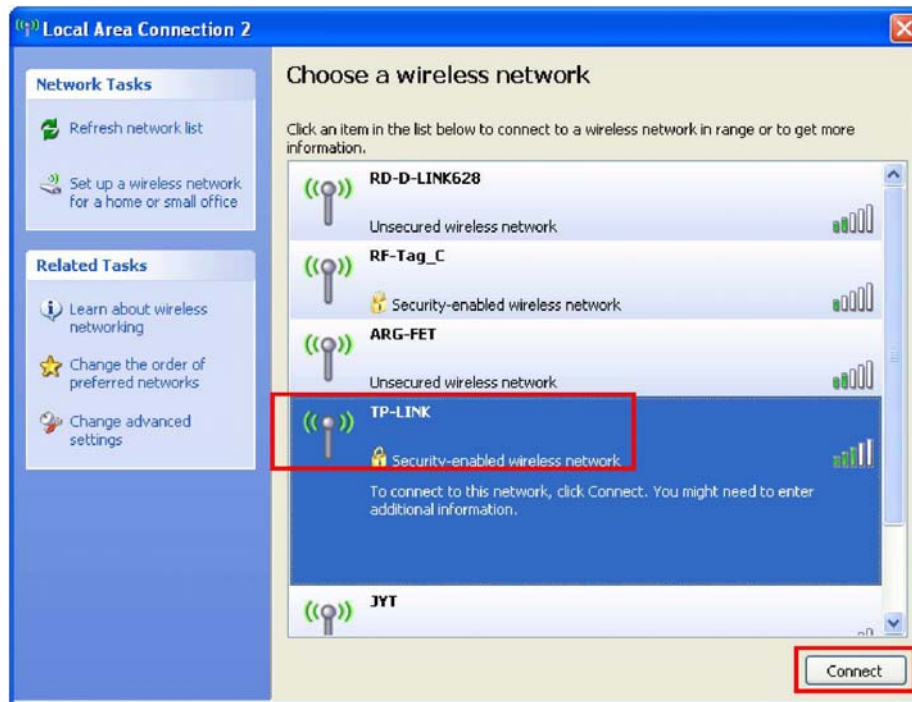 Local Area Connection 2
Network Tasks
Refresh network list
Set up a wireless network
for a home or small office
Related Tasks
Learn about wireless
networking
Change the order of
preferred networks
Change advanced
settings
Choose a wireless network
Click an item in the list below to connect to a wireless network in range or to get more
information.
RD-D-LINK628
Unsecured wireless network
RF-Tag_C
Security-enabled wireless network
ARG-FET
Unsecured wireless network
TP-LINK
Security-enabled wireless network
To connect to this network, click Connect. You might need to enter
additional information.
JYT
Connect